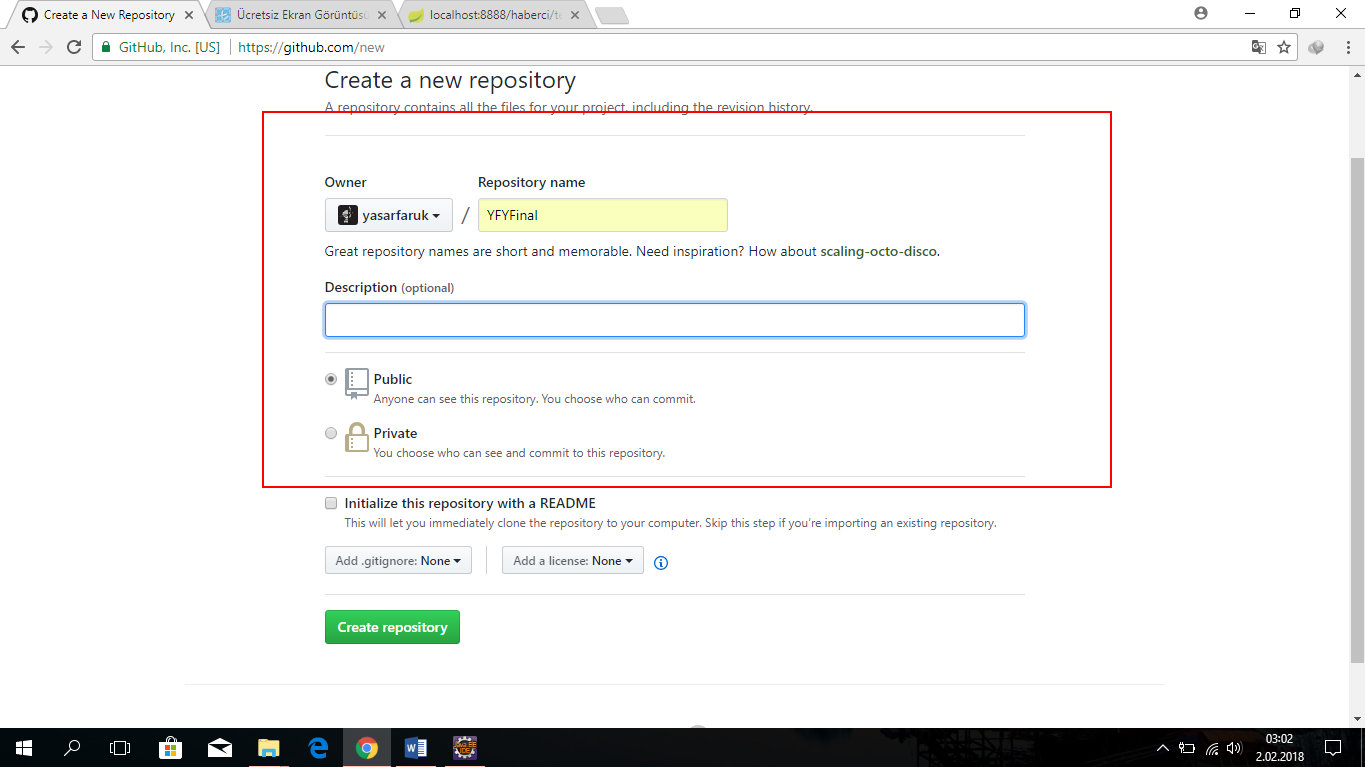 Create a New Repository
Ücretsiz Ekran Görüntüsü
localhost:8888/haberci/te
GitHub, Inc. [US] https://github.com/new
Create a new repository
A repository contains all the files for your project, including the revision history.
Owner Repository name
yasarfaruk / YFYFinal
Great repository names are short and memorable. Need inspiration? How about scaling-octo-disco.
Description (optional)
Public
Anyone can see this repository. You choose who can commit.
Private
You choose who can see and commit to this repository.
Initialize this repository with a README
This will let you immediately clone the repository to your computer. Skip this step if you're importing an existing repository.
Add .gitignore: None Add a license: None
Create repository
03:02
2.02.2018